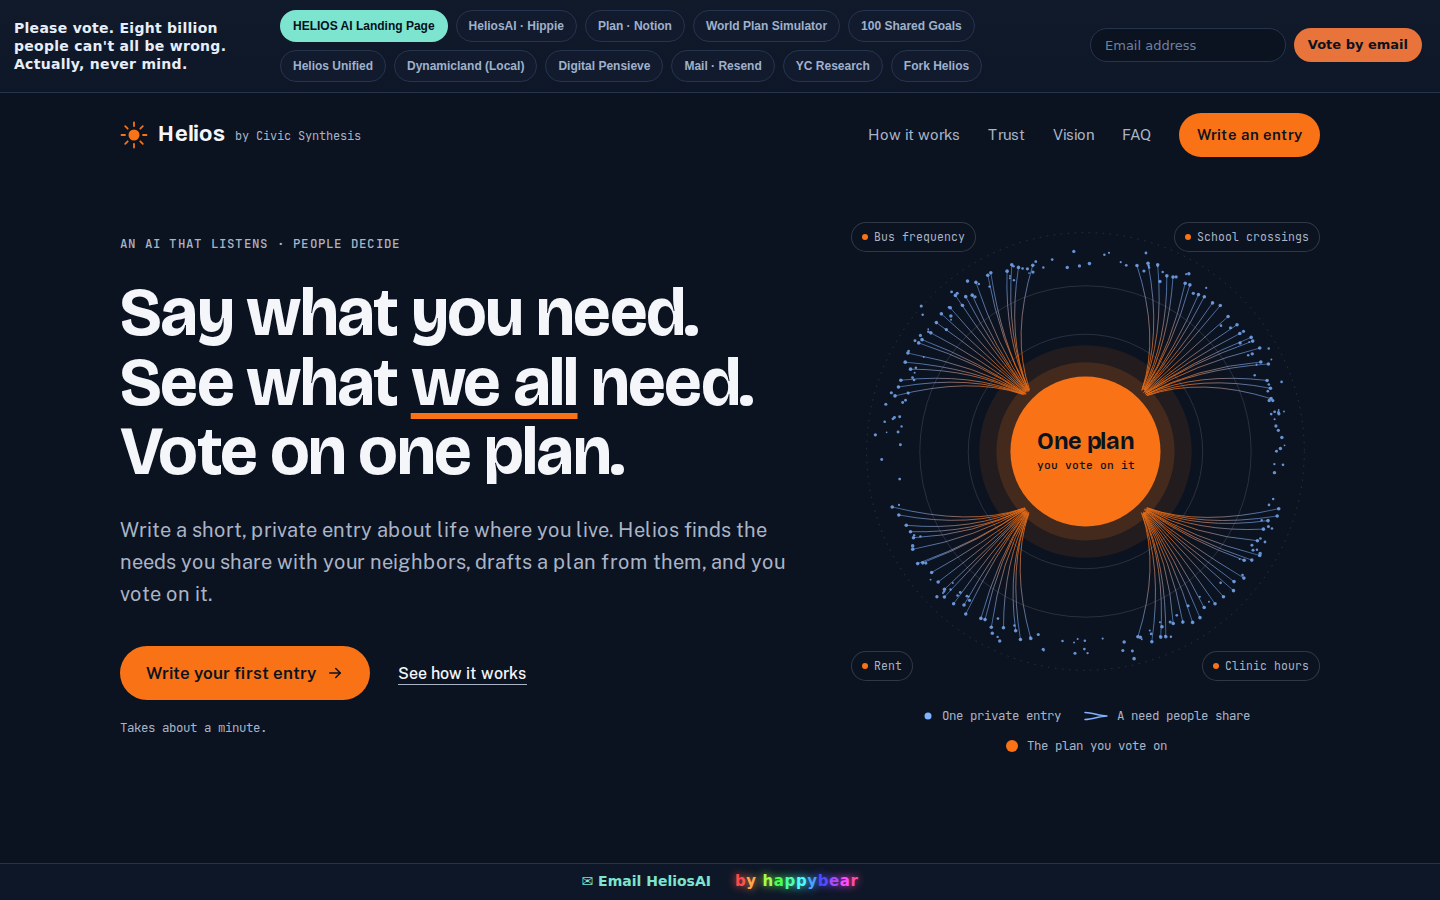 Please vote. Eight billion
people can't all be wrong.
Actually, never mind.
HELIOS AI Landing Page
HeliosAI · Hippie
Plan · Notion
World Plan Simulator
100 Shared Goals
Helios Unified
Dynamicland (Local)
Digital Pensieve
Mail · Resend
YC Research
Fork Helios
Email address
Vote by email
Helios by Civic Synthesis
How it works
Trust
Vision
FAQ
Write an entry
AN AI THAT LISTENS · PEOPLE DECIDE
Say what you need.
See what we all need.
Vote on one plan.
Write a short, private entry about life where you live. Helios finds the
needs you share with your neighbors, drafts a plan from them, and you
vote on it.
Write your first entry →
See how it works
Takes about a minute.
Bus frequency
School crossings
One plan
you vote on it
Rent
Clinic hours
One private entry
A need people share
The plan you vote on
✉ Email HeliosAI
by happybear